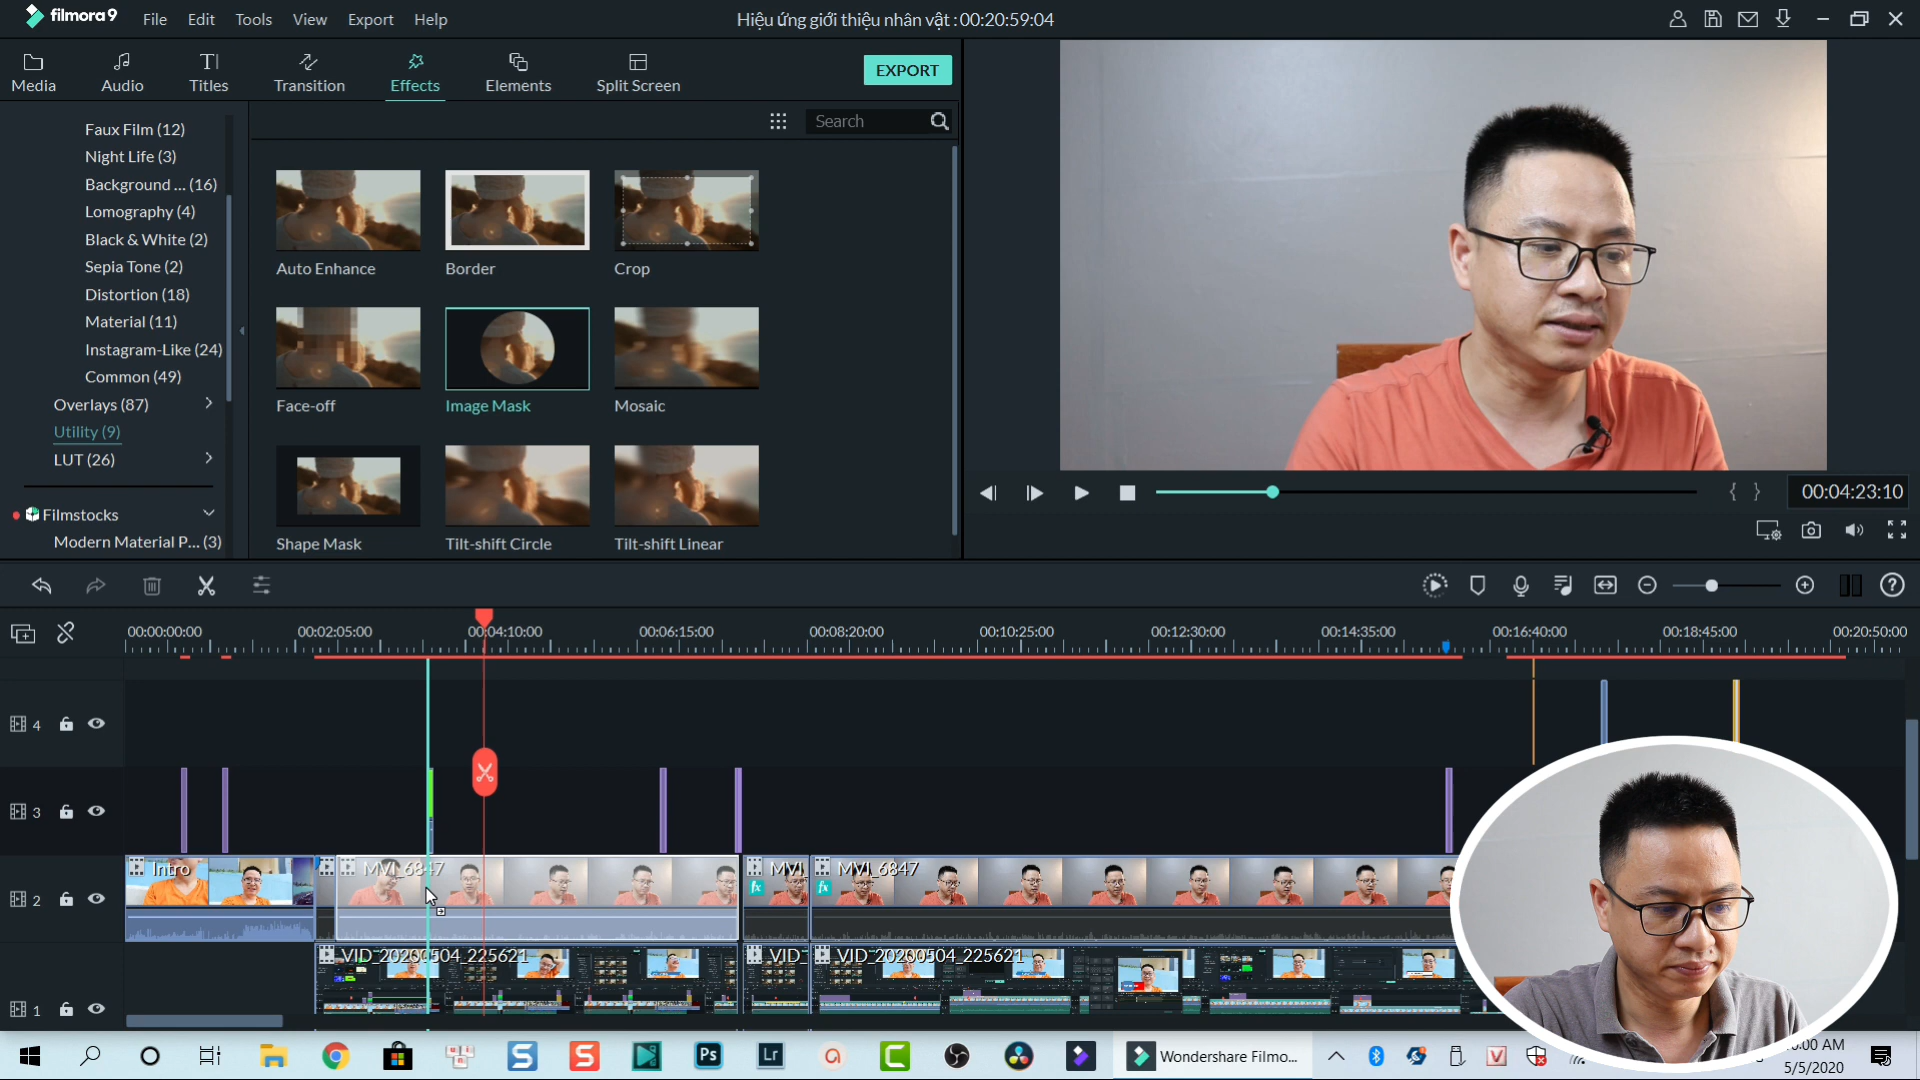 filmora9 File Edit Tools View Export Help Hiệu ứng giới thiệu nhân vật : 00:20:59:04
Media Audio Titles Transition Effects Elements Split Screen EXPORT
Search
Faux Film (12)
Night Life (3)
Background ... (16)
Lomography (4)
Black & White (2)
Sepia Tone (2)
Distortion (18)
Material (11)
Instagram-Like (24)
Common (49)
Overlays (87)
Utility (9)
LUT (26)
Filmstocks
Modern Material P... (3)
Auto Enhance Border Crop
Face-off Image Mask Mosaic
Shape Mask Tilt-shift Circle Tilt-shift Linear
00:04:23:10
00:00:00:00 00:02:05:00 00:04:10:00 00:06:15:00 00:08:20:00 00:10:25:00 00:12:30:00 00:14:35:00 00:16:40:00 00:18:45:00 00:20:50:00
4
3
2 Intro MVI_6847 MVI MVI_6847
fx fx
VID_20200504_225621 VID_ VID_20200504_225621
1
S S Ps Lr a C Wondershare Filmo... V
:00 AM
5/5/2020